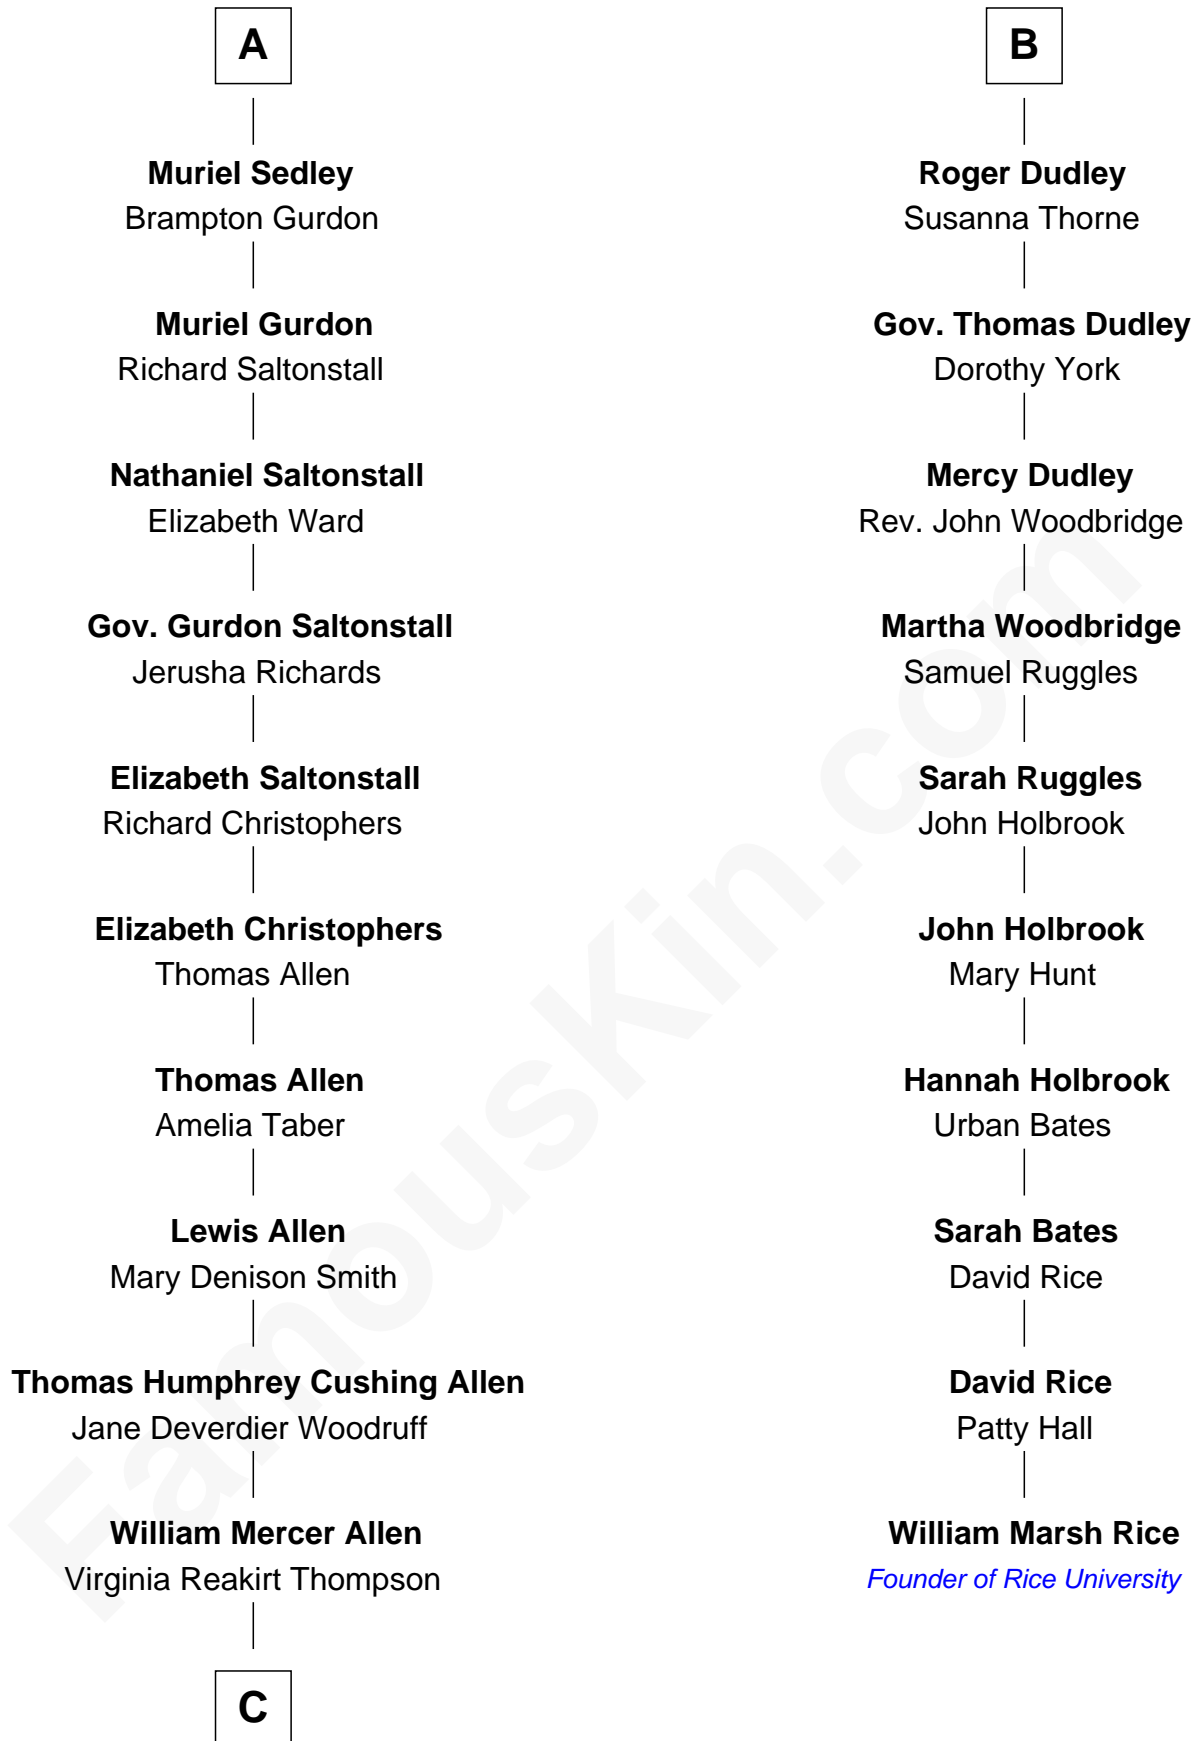 A
Muriel Sedley
Brampton Gurdon
Muriel Gurdon
Richard Saltonstall
Nathaniel Saltonstall
Elizabeth Ward
Gov. Gurdon Saltonstall
Jerusha Richards
Elizabeth Saltonstall
Richard Christophers
Elizabeth Christophers
Thomas Allen
Thomas Allen
Amelia Taber
Lewis Allen
Mary Denison Smith
Thomas Humphrey Cushing Allen
Jane Deverdier Woodruff
William Mercer Allen
Virginia Reakirt Thompson
C
B
Roger Dudley
Susanna Thorne
Gov. Thomas Dudley
Dorothy York
Mercy Dudley
Rev. John Woodbridge
Martha Woodbridge
Samuel Ruggles
Sarah Ruggles
John Holbrook
John Holbrook
Mary Hunt
Hannah Holbrook
Urban Bates
Sarah Bates
David Rice
David Rice
Patty Hall
William Marsh Rice
Founder of Rice University
FamousKin.com